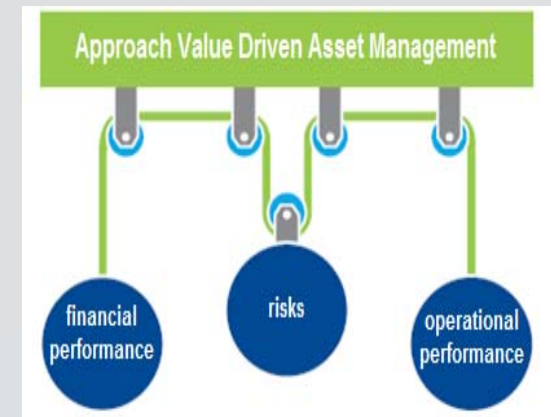 Approach Value Driven Asset Management
financial
performance
risks
operational
performance